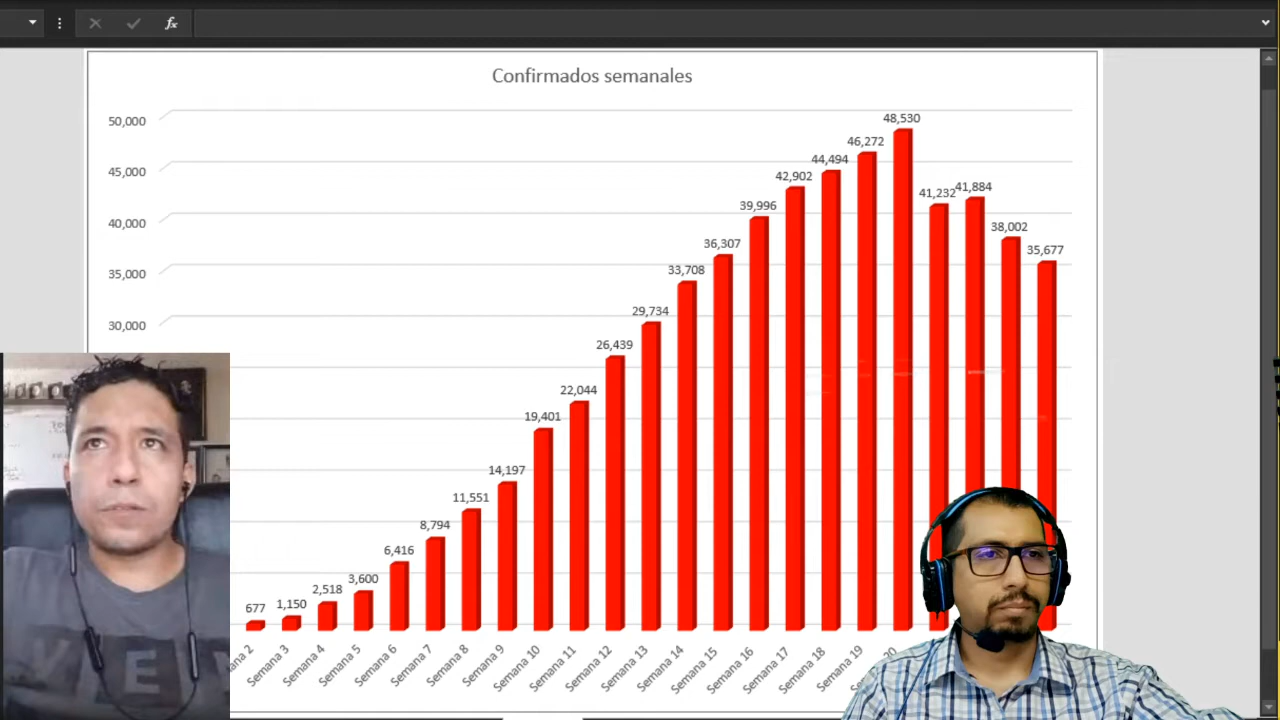 fx
Confirmados semanales
50,000
45,000
40,000
35,000
30,000
677
1,150
2,518
3,600
6,416
8,794
11,551
14,197
19,401
22,044
26,439
29,734
33,708
36,307
39,996
42,902
44,494
46,272
48,530
41,232
41,884
38,002
35,677
ana 2
Semana 3
Semana 4
Semana 5
Semana 6
Semana 7
Semana 8
Semana 9
Semana 10
Semana 11
Semana 12
Semana 13
Semana 14
Semana 15
Semana 16
Semana 17
Semana 18
Semana 19
20